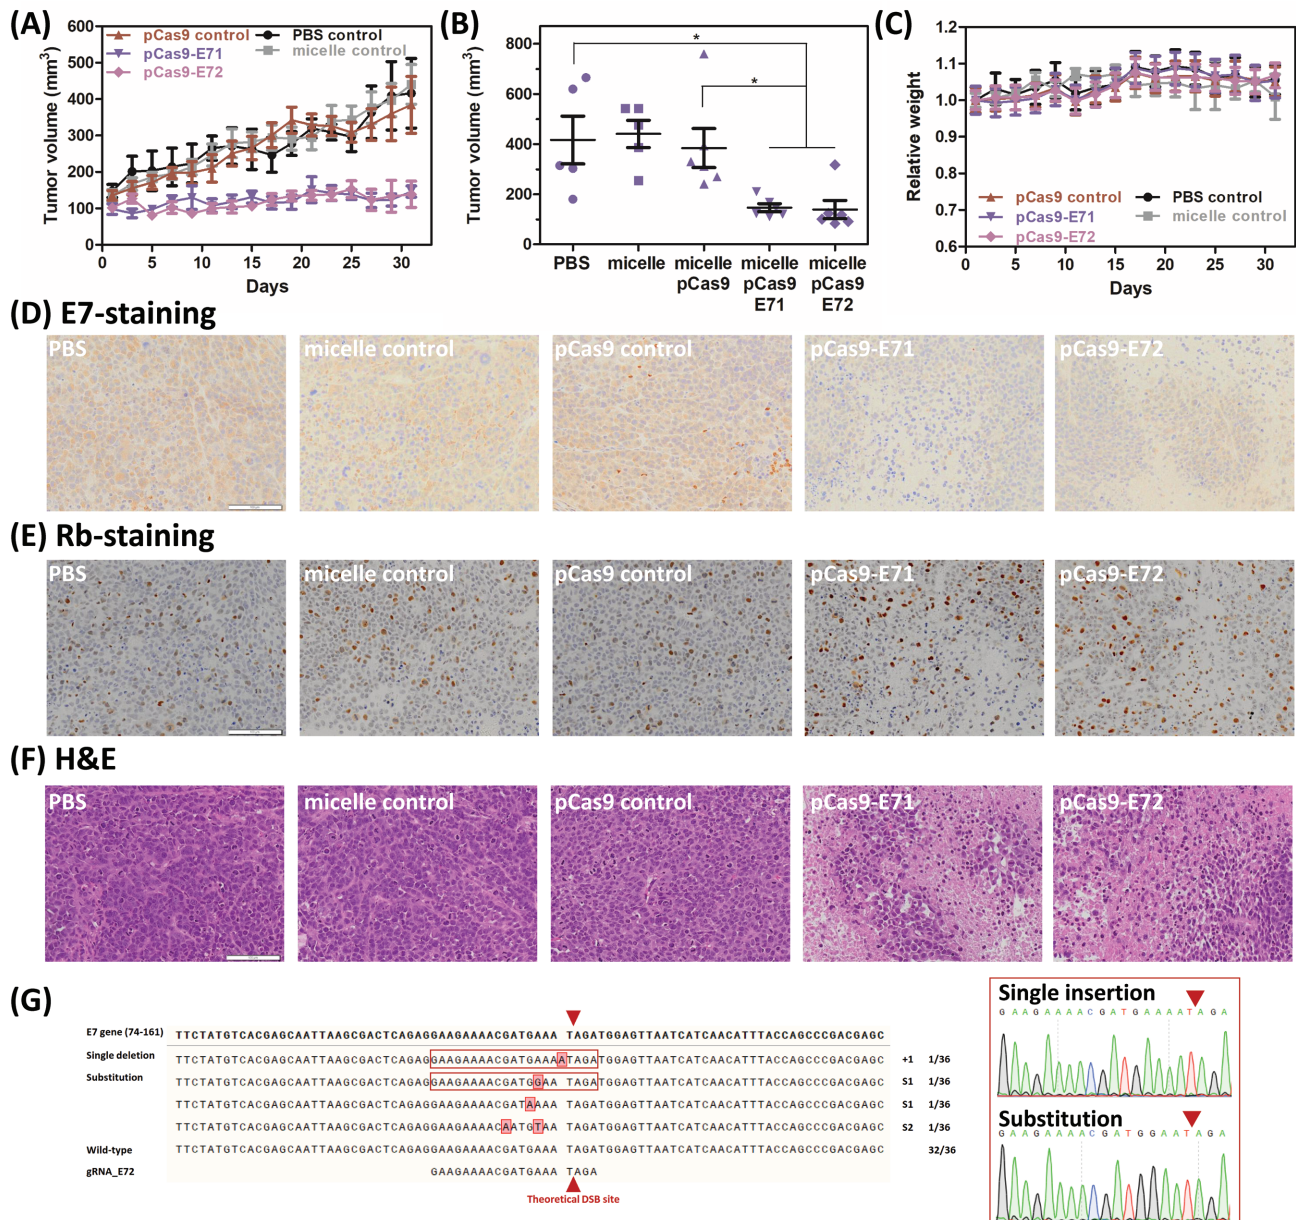 (A)
600
500
400
300
200
100
0
Tumor volume (mm3)
pCas9 control
pCas9-E71
pCas9-E72
PBS control
micelle control
0 5 10 15 20 25 30
Days
(B)
800
600
400
200
0
Tumor volume (mm3)
*
*
PBS
micelle
micelle
pCas9
micelle
pCas9
E71
micelle
pCas9
E72
(C)
1.2
1.1
1.0
0.9
0.8
0.7
0.6
Relative weight
pCas9 control
pCas9-E71
pCas9-E72
PBS control
micelle control
0 5 10 15 20 25 30
Days
(D) E7-staining
PBS
micelle control
pCas9 control
pCas9-E71
pCas9-E72
(E) Rb-staining
PBS
micelle control
pCas9 control
pCas9-E71
pCas9-E72
(F) H&E
PBS
micelle control
pCas9 control
pCas9-E71
pCas9-E72
(G)
E7 gene (74-161) TTCTATGTCACGAGCAATTAAGCGACTCAGAGGAAGAAAACGATGAAA TAGATGGAGTTAATCATCAACATTTACCAGCCCGACGAGC
Single deletion TTCTATGTCACGAGCAATTAAGCGACTCAGAGGAAGAAAACGATGAAAATAGATGGAGTTAATCATCAACATTTACCAGCCCGACGAGC +1 1/36
Substitution TTCTATGTCACGAGCAATTAAGCGACTCAGAGGAAGAAAACGATGGAA TAGATGGAGTTAATCATCAACATTTACCAGCCCGACGAGC S1 1/36
TTCTATGTCACGAGCAATTAAGCGACTCAGAGGAAGAAAACGATAAAA TAGATGGAGTTAATCATCAACATTTACCAGCCCGACGAGC S1 1/36
TTCTATGTCACGAGCAATTAAGCGACTCAGAGGAAGAAAACAATGTAA TAGATGGAGTTAATCATCAACATTTACCAGCCCGACGAGC S2 1/36
Wild-type TTCTATGTCACGAGCAATTAAGCGACTCAGAGGAAGAAAACGATGAAA TAGATGGAGTTAATCATCAACATTTACCAGCCCGACGAGC 32/36
gRNA_E72 GAAGAAAACGATGAAA TAGA
Theoretical DSB site
Single insertion
G A A G A A A A C G A T G A A A A T A G A
Substitution
G A A G A A A A C G A T G G A A T A G A